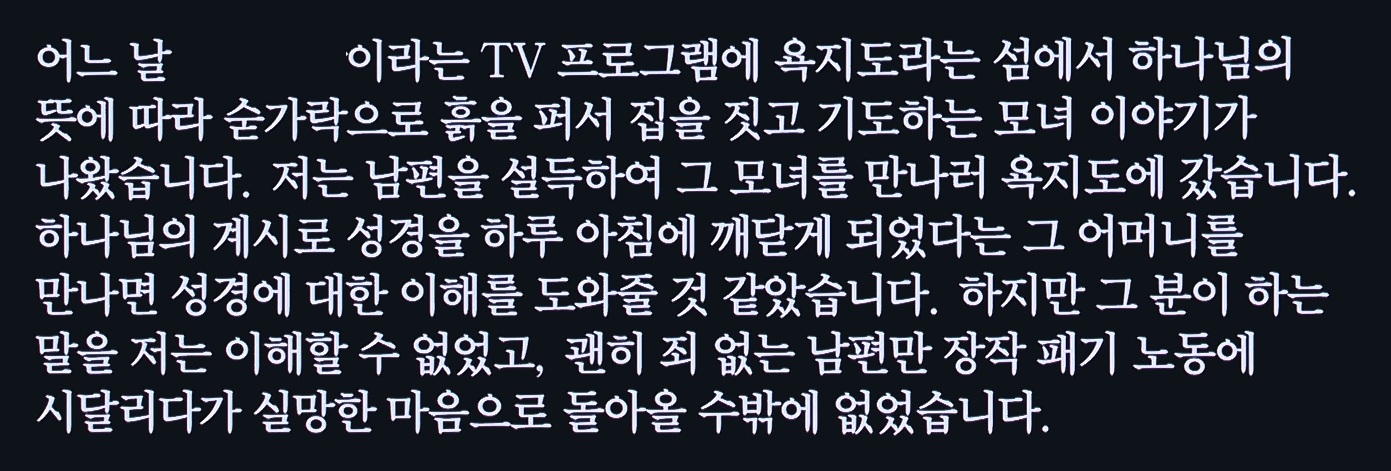 어느 날 이라는 TV 프로그램에 욕지도라는 섬에서 하나님의
뜻에 따라 숟가락으로 흙을 퍼서 집을 짓고 기도하는 모녀 이야기가
나왔습니다. 저는 남편을 설득하여 그 모녀를 만나러 욕지도에 갔습니다.
하나님의 계시로 성경을 하루 아침에 깨닫게 되었다는 그 어머니를
만나면 성경에 대한 이해를 도와줄 것 같았습니다. 하지만 그 분이 하는
말을 저는 이해할 수 없었고, 괜히 죄 없는 남편만 장작 패기 노동에
시달리다가 실망한 마음으로 돌아올 수밖에 없었습니다.